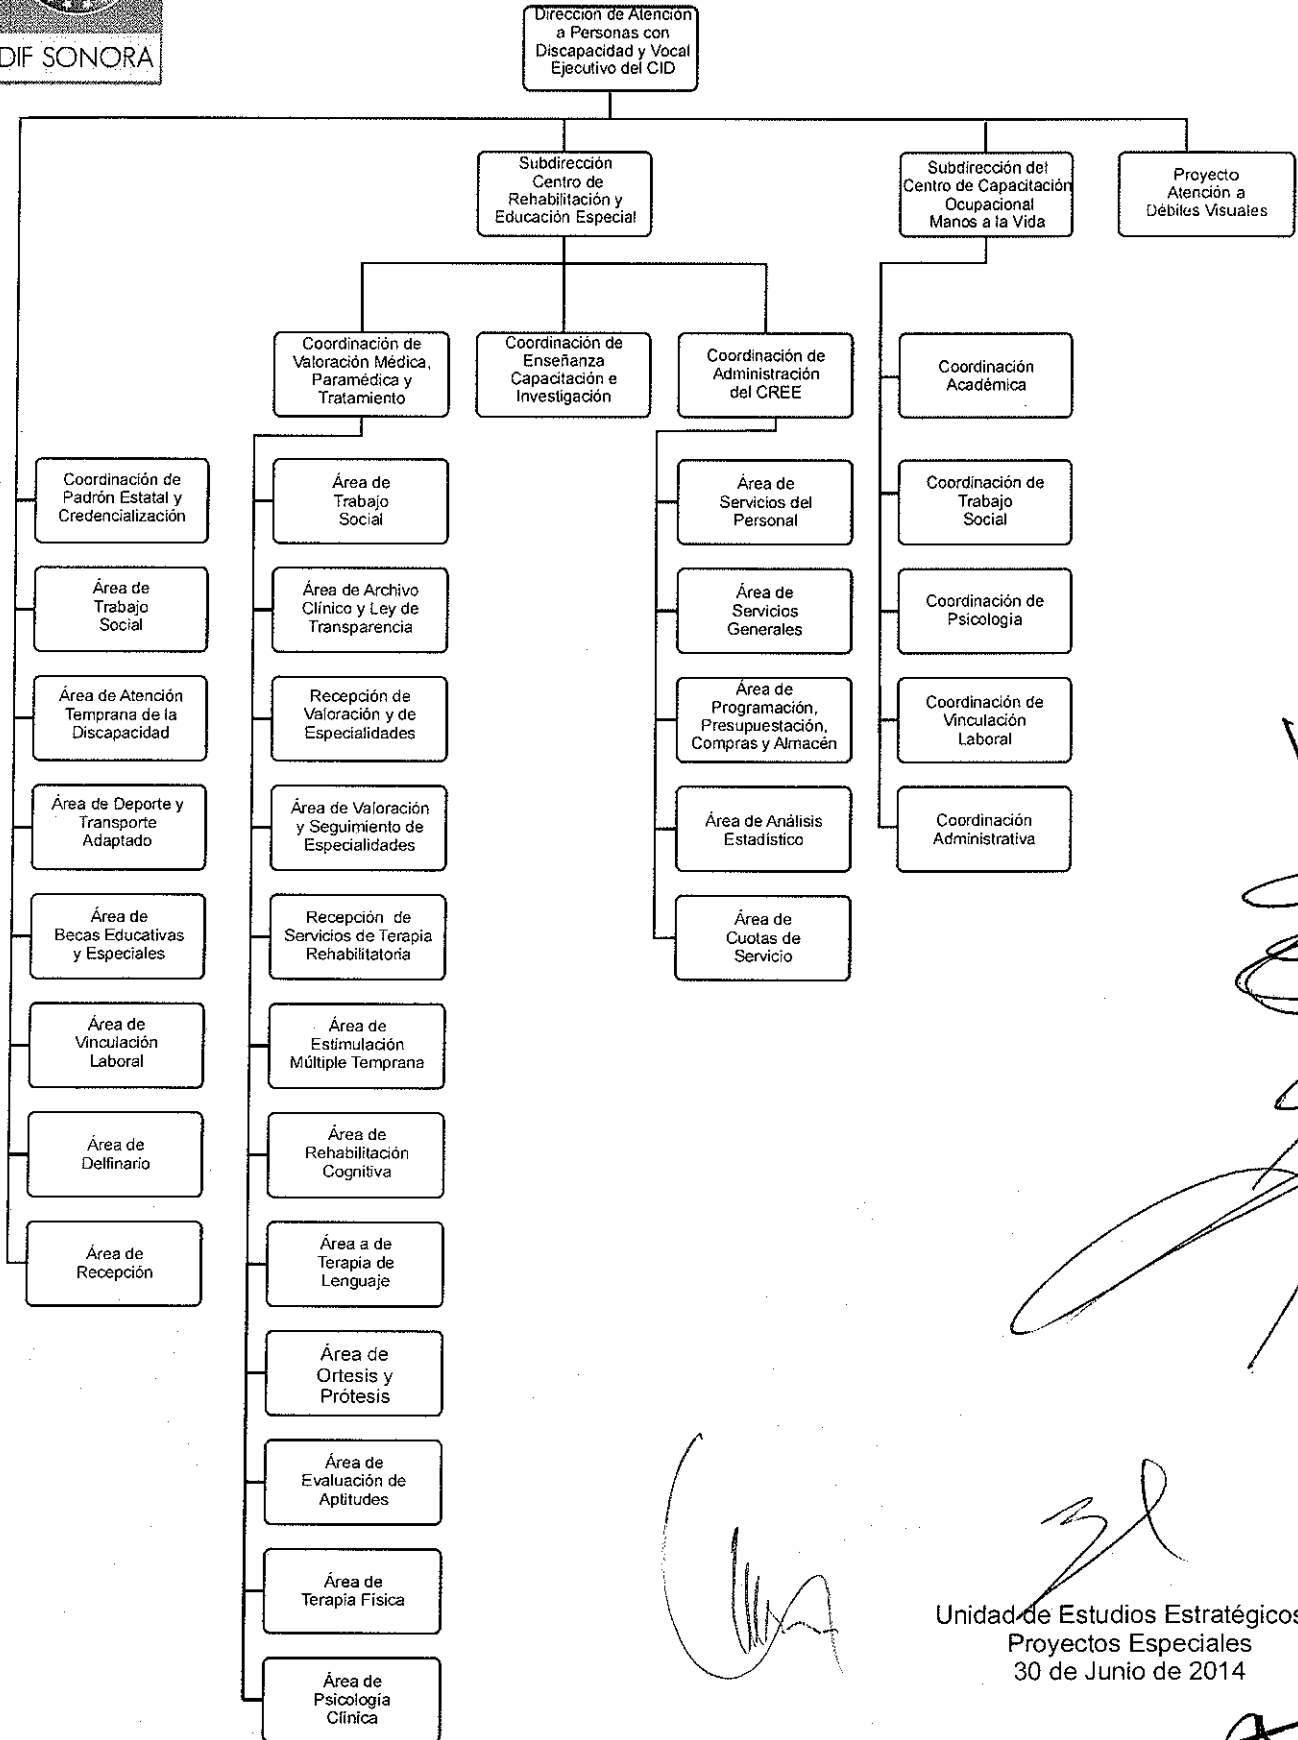 DIF SONORA
Dirección de Atención
a Personas con
Discapacidad y Vocal
Ejecutivo del CID
Subdirección
Centro de
Rehabilitación y
Educación Especial
Subdirección del
Centro de Capacitación
Ocupacional
Manos a la Vida
Proyecto
Atención a
Débiles Visuales
Coordinación de
Valoración Médica,
Paramédica y
Tratamiento
Coordinación de
Enseñanza
Capacitación e
Investigación
Coordinación de
Administración
del CREE
Coordinación
Académica
Coordinación de
Padrón Estatal y
Credencialización
Área de
Trabajo
Social
Área de Atención
Temprana de la
Discapacidad
Área de Deporte y
Transporte
Adaptado
Área de
Becas Educativas
y Especiales
Área de
Vinculación
Laboral
Área de
Delfinario
Área de
Recepción
Área de
Trabajo
Social
Área de Archivo
Clínico y Ley de
Transparencia
Recepción de
Valoración y de
Especialidades
Área de Valoración
y Seguimiento de
Especialidades
Recepción de
Servicios de Terapia
Rehabilitatoria
Área de
Estimulación
Múltiple Temprana
Área de
Rehabilitación
Cognitiva
Área a de
Terapia de
Lenguaje
Área de
Ortesis y
Prótesis
Área de
Evaluación de
Aptitudes
Área de
Terapia Física
Área de
Psicología
Clínica
Área de
Servicios del
Personal
Área de
Servicios
Generales
Área de
Programación,
Presupuestación,
Compras y Almacén
Área de Análisis
Estadístico
Área de
Cuotas de
Servicio
Coordinación de
Trabajo
Social
Coordinación de
Psicología
Coordinación de
Vinculación
Laboral
Coordinación
Administrativa
Unidad de Estudios Estratégicos
Proyectos Especiales
30 de Junio de 2014